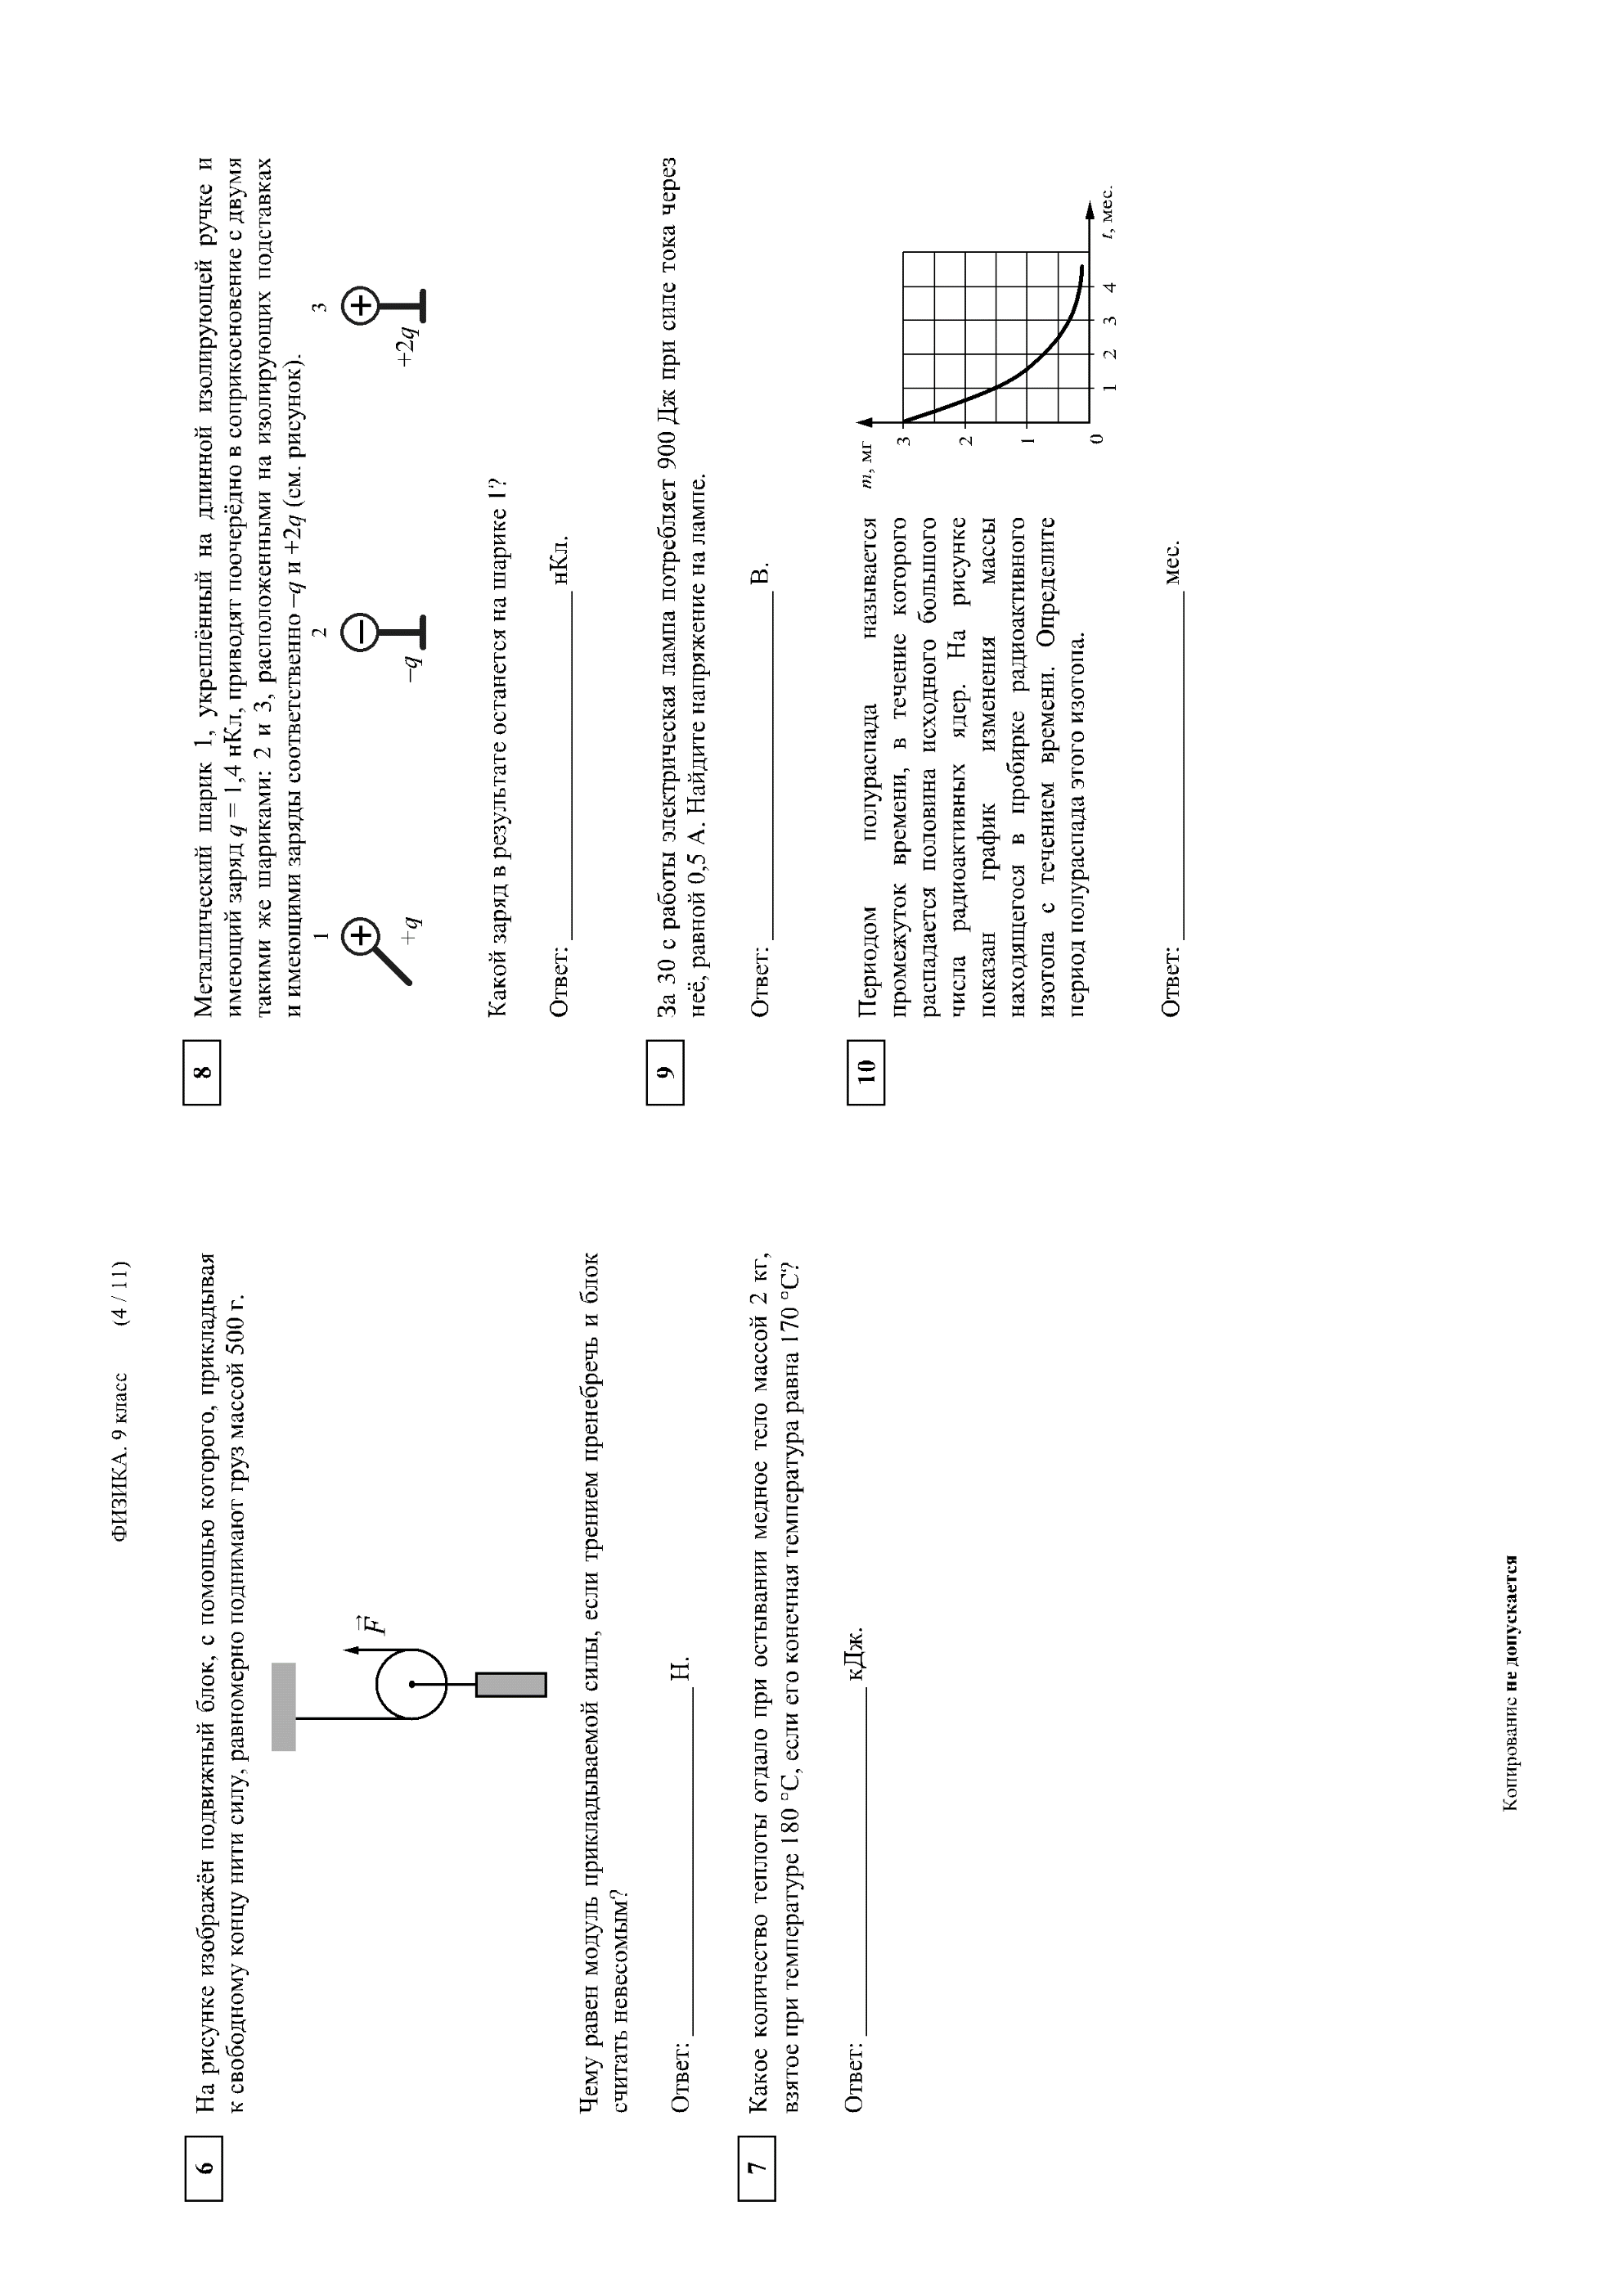 ФИЗИКА. 9 класс (4 / 11)
6
На рисунке изображён подвижный блок, с помощью которого, прикладывая
к свободному концу нити силу, равномерно поднимают груз массой 500 г.
F
Чему равен модуль прикладываемой силы, если трением пренебречь и блок
считать невесомым?
Ответ: ____________ Н.
7
Какое количество теплоты отдало при остывании медное тело массой 2 кг,
взятое при температуре 180 °С, если его конечная температура равна 170 °С?
Ответ: ____________ кДж.
8
Металлический шарик 1, укреплённый на длинной изолирующей ручке и
имеющий заряд q = 1,4 нКл, приводят поочерёдно в соприкосновение с двумя
такими же шариками: 2 и 3, расположенными на изолирующих подставках
и имеющими заряды соответственно –q и +2q (см. рисунок).
1 2 3
+ – +
+q –q +2q
Какой заряд в результате останется на шарике 1?
Ответ: ____________ нКл.
9
За 30 с работы электрическая лампа потребляет 900 Дж при силе тока через
неё, равной 0,5 А. Найдите напряжение на лампе.
Ответ: ____________ В.
10
Периодом полураспада называется
промежуток времени, в течение которого
распадается половина исходного большого
числа радиоактивных ядер. На рисунке
показан график изменения массы
находящегося в пробирке радиоактивного
изотопа с течением времени. Определите
период полураспада этого изотопа.
m, мг
3
2
1
0
1 2 3 4
t, мес.
Ответ: ____________ мес.
Копирование не допускается